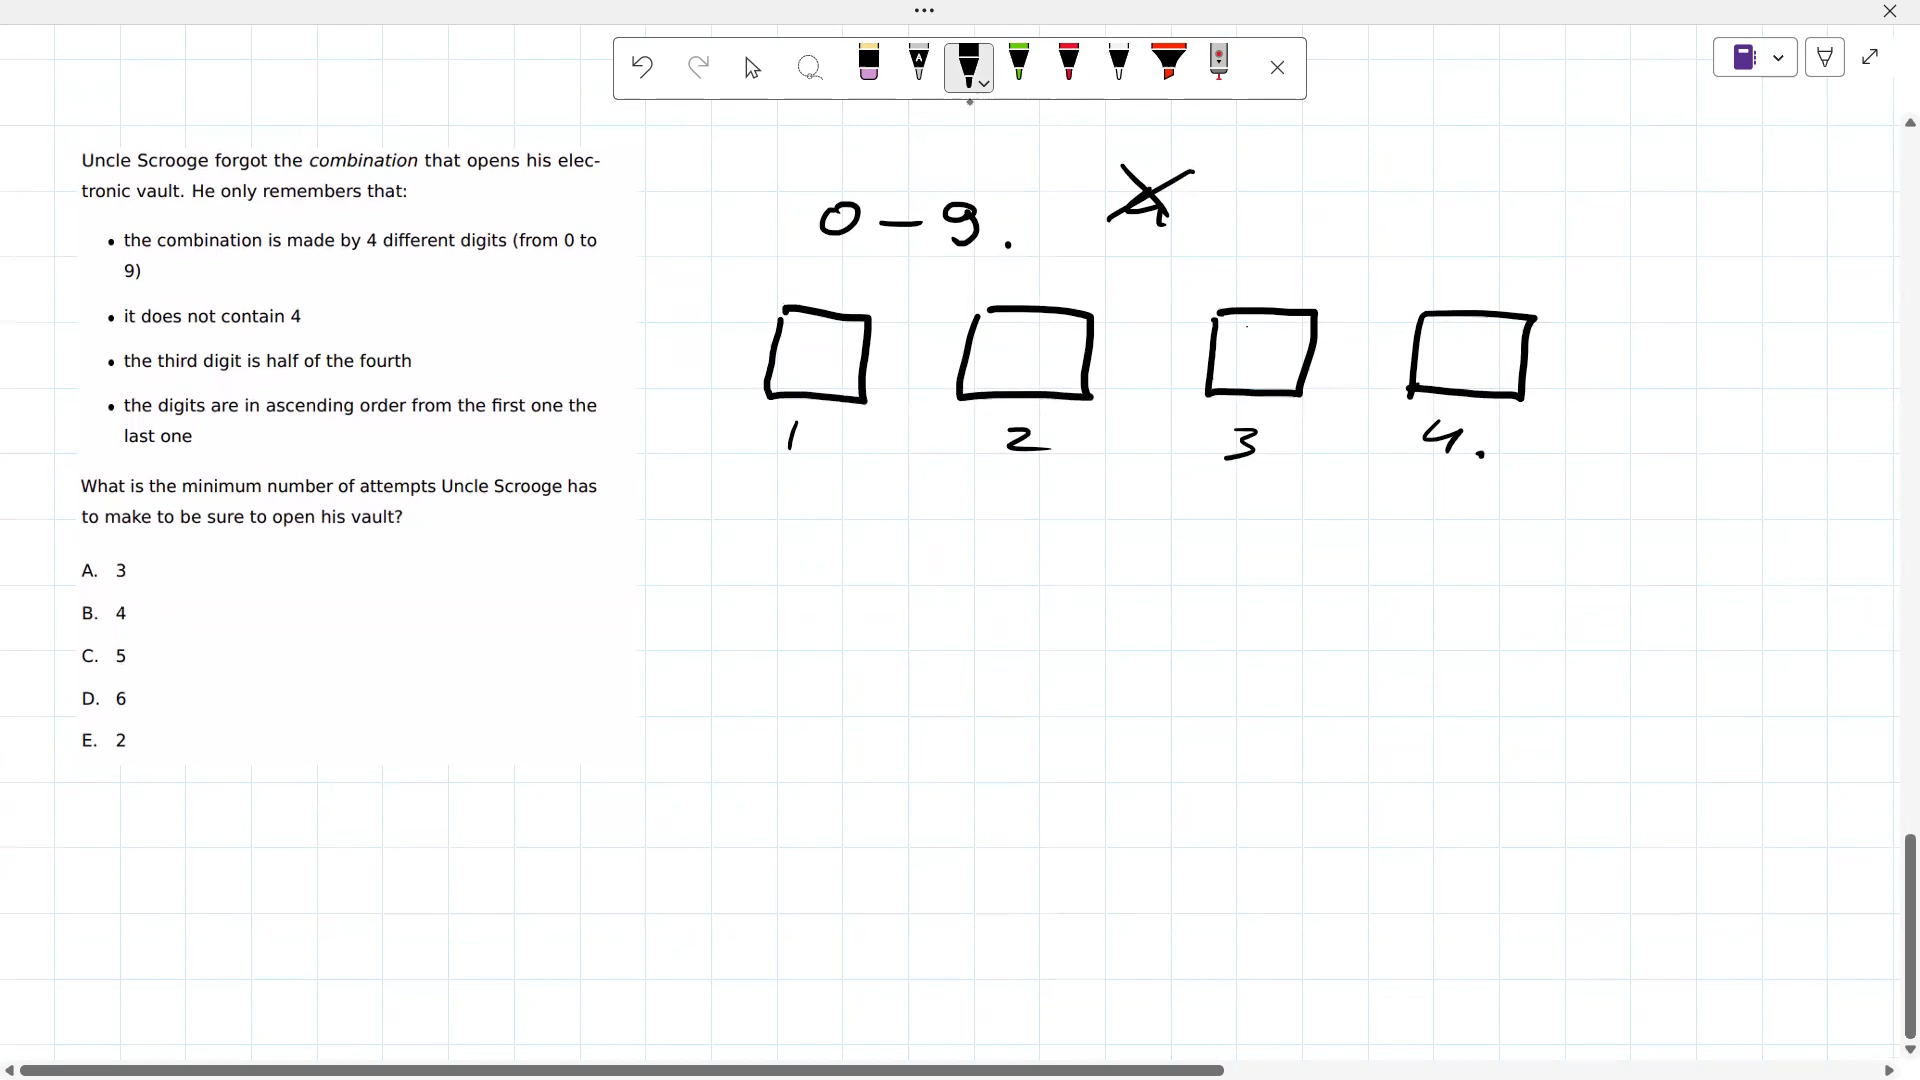 Uncle Scrooge forgot the combination that opens his elec-
tronic vault. He only remembers that:
• the combination is made by 4 different digits (from 0 to
9)
• it does not contain 4
• the third digit is half of the fourth
• the digits are in ascending order from the first one the
last one
What is the minimum number of attempts Uncle Scrooge has
to make to be sure to open his vault?
A. 3
B. 4
C. 5
D. 6
E. 2
0 – 9. 4
1 2 3 4.